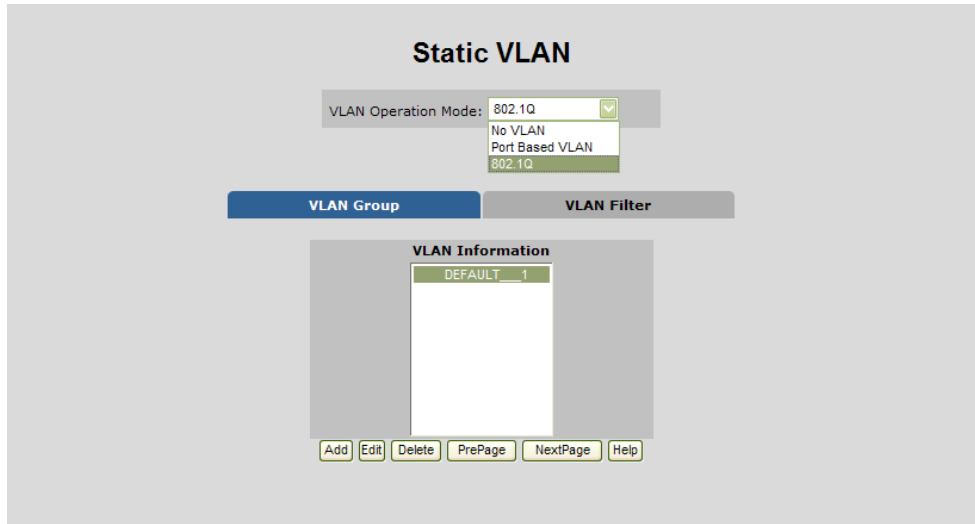 Static VLAN
VLAN Operation Mode: 802.1Q
No VLAN
Port Based VLAN
802.1Q
VLAN Group VLAN Filter
VLAN Information
DEFAULT___1
Add Edit Delete PrePage NextPage Help